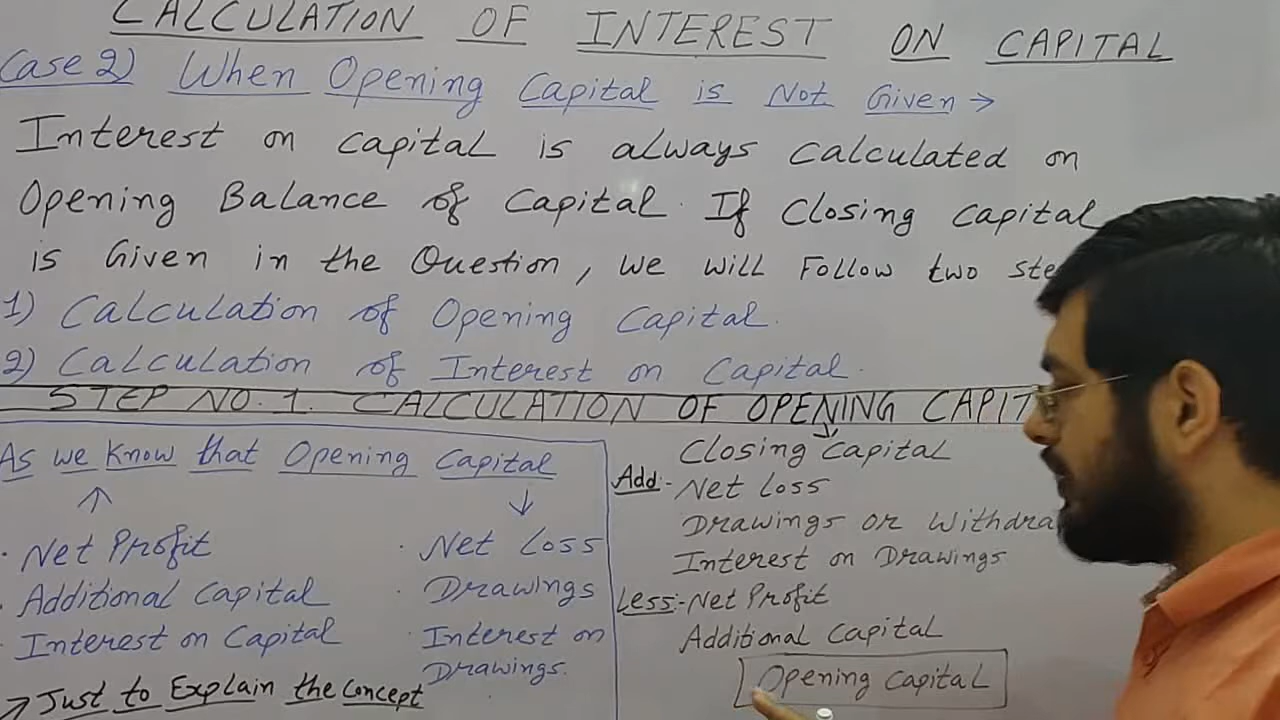 CALCULATION OF INTEREST ON CAPITAL
Case 2) When Opening Capital is Not Given →
Interest on capital is always calculated on
Opening Balance of Capital. If Closing capital
is Given in the Question, we will Follow two
1) Calculation of Opening Capital.
2) Calculation of Interest on Capital.
STEP NO. 1. CALCULATION OF OPENING
As we Know that Opening Capital
↑ ↓
· Net Profit
· Additional Capital
· Interest on Capital
· Net Loss
· Drawings
· Interest on
Drawings.
→ Just to Explain the Concept
Closing Capital
Add:- Net Loss
Drawings or
Interest on Drawings
Less:- Net Profit
Additional Capital
Opening Capital